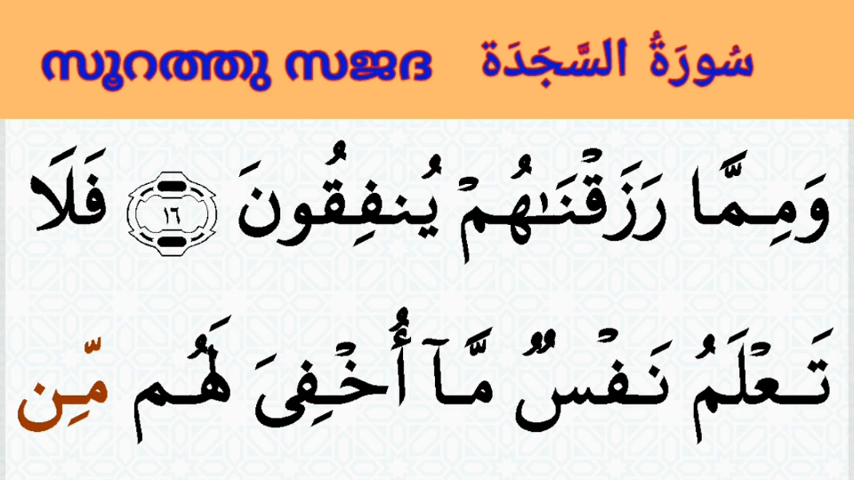 സൂറത്തു സജദ سُورَةُ السَّجَدَة
وَمِمَّا رَزَقْنَـٰهُمْ يُنفِقُونَ ١٦ فَلَا
تَعْلَمُ نَفْسٌ مَّآ أُخْفِىَ لَهُم مِّن